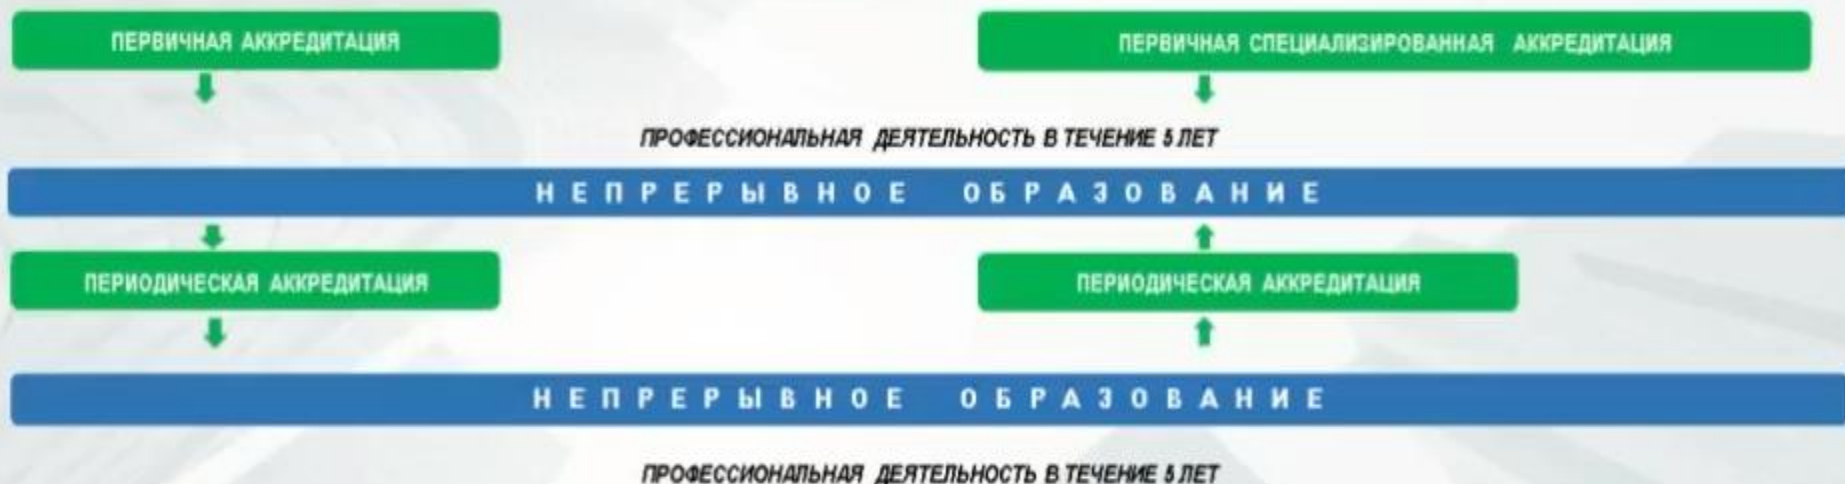 ПЕРВИЧНАЯ АККРЕДИТАЦИЯ
ПЕРВИЧНАЯ СПЕЦИАЛИЗИРОВАННАЯ АККРЕДИТАЦИЯ
ПРОФЕССИОНАЛЬНАЯ ДЕЯТЕЛЬНОСТЬ В ТЕЧЕНИЕ 5 ЛЕТ
НЕПРЕРЫВНОЕ ОБРАЗОВАНИЕ
ПЕРИОДИЧЕСКАЯ АККРЕДИТАЦИЯ
ПЕРИОДИЧЕСКАЯ АККРЕДИТАЦИЯ
НЕПРЕРЫВНОЕ ОБРАЗОВАНИЕ
ПРОФЕССИОНАЛЬНАЯ ДЕЯТЕЛЬНОСТЬ В ТЕЧЕНИЕ 5 ЛЕТ